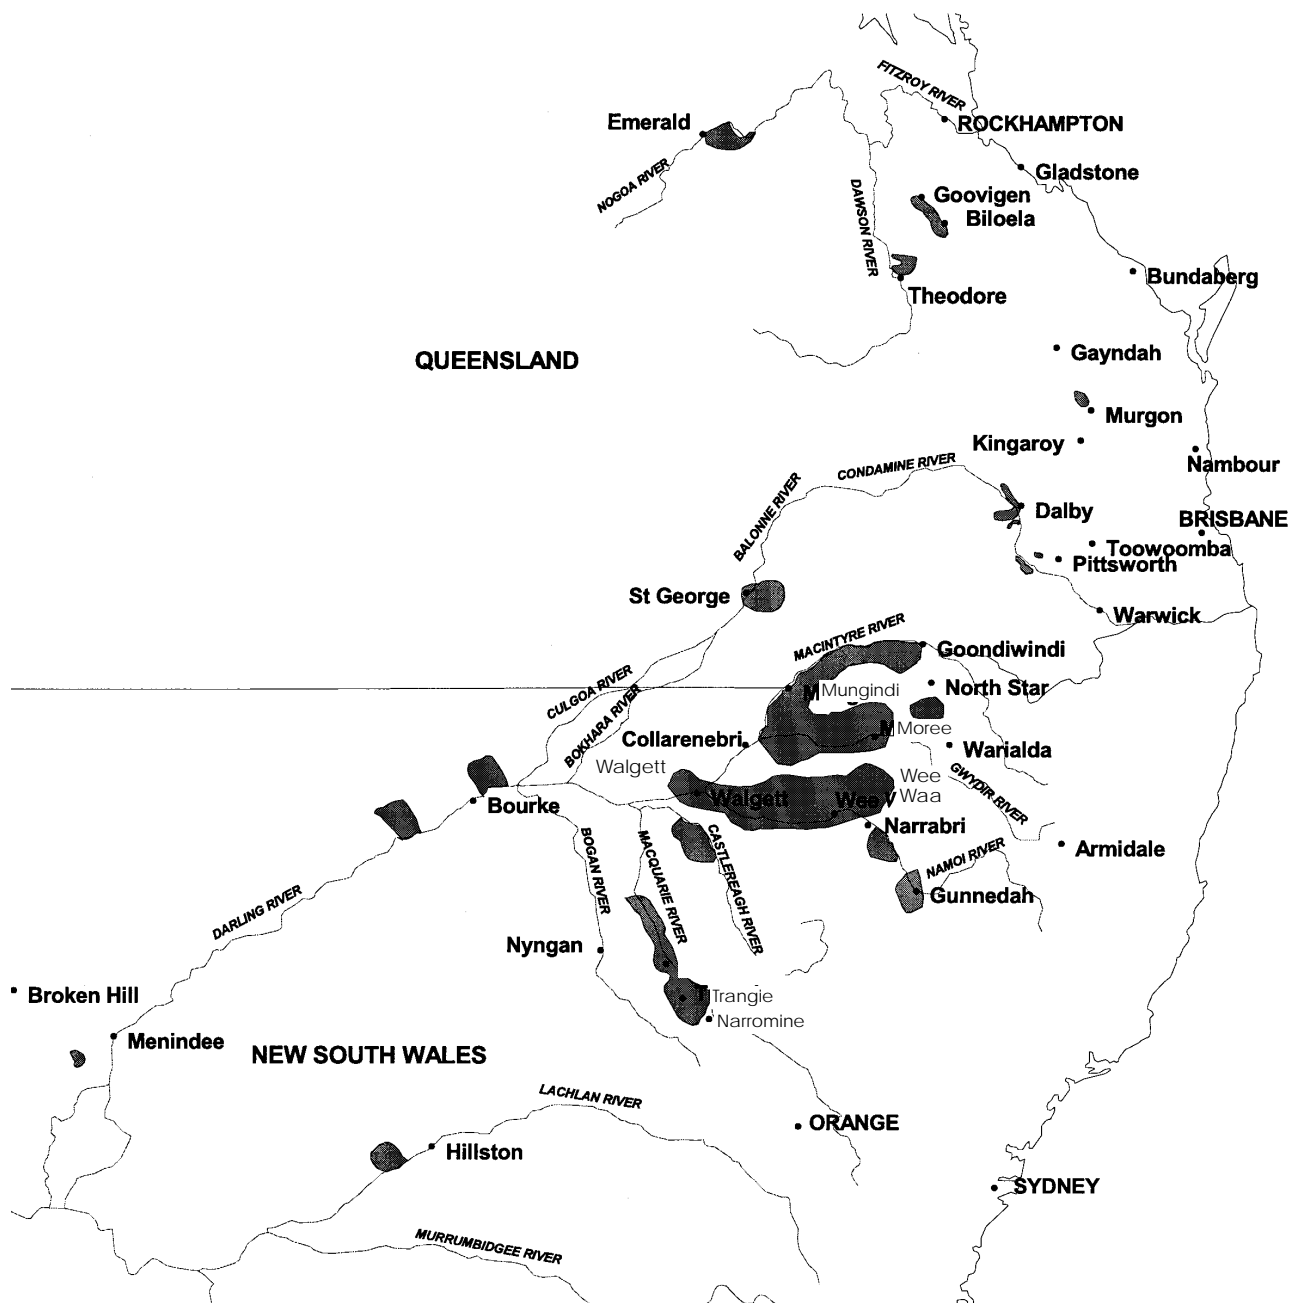 FITZROY RIVER
Emerald
ROCKHAMPTON
NOGOA RIVER
Gladstone
DAWSON RIVER
Goovigen
Biloela
Bundaberg
Theodore
QUEENSLAND
Gayndah
Murgon
Kingaroy
Nambour
CONDAMINE RIVER
BALONNE RIVER
Dalby
BRISBANE
Toowoomba
Pittsworth
St George
Warwick
MACINTYRE RIVER
Goondiwindi
CULGOA RIVER
M
Mungindi
North Star
BOKHARA RIVER
Collarenebri
M
Moree
Warialda
Walgett
GWYDIR RIVER
Wee
Waa
Bourke
Walgett
Wee W
Narrabri
BOGAN RIVER
MACQUARIE RIVER
CASTLEREAGH RIVER
Armidale
NAMOI RIVER
DARLING RIVER
Gunnedah
Nyngan
Broken Hill
T
Trangie
Narromine
Menindee
NEW SOUTH WALES
LACHLAN RIVER
ORANGE
Hillston
SYDNEY
MURRUMBIDGEE RIVER